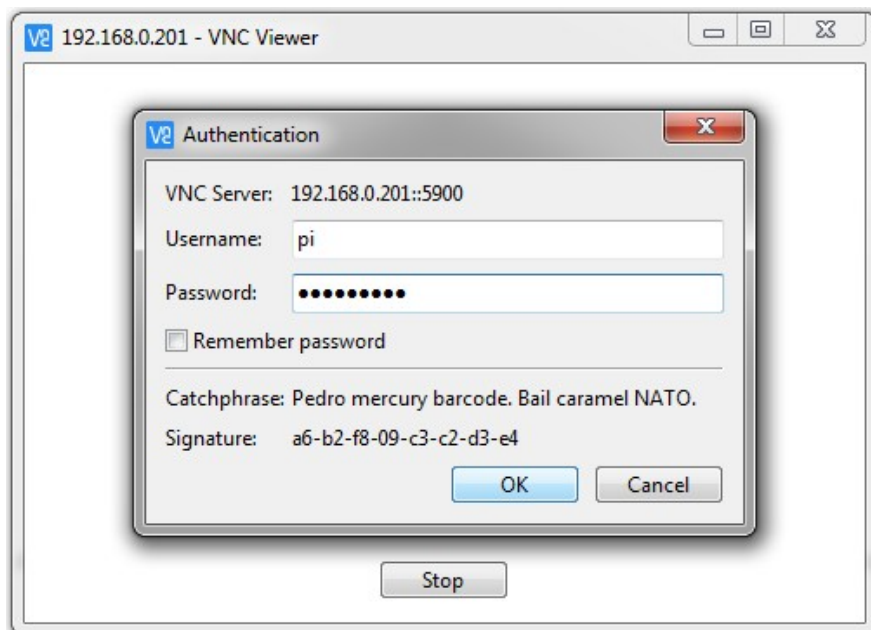 192.168.0.201 - VNC Viewer
Authentication
VNC Server: 192.168.0.201::5900
Username: pi
Password: •••••••••
Remember password
Catchphrase: Pedro mercury barcode. Bail caramel NATO.
Signature: a6-b2-f8-09-c3-c2-d3-e4
OK Cancel
Stop